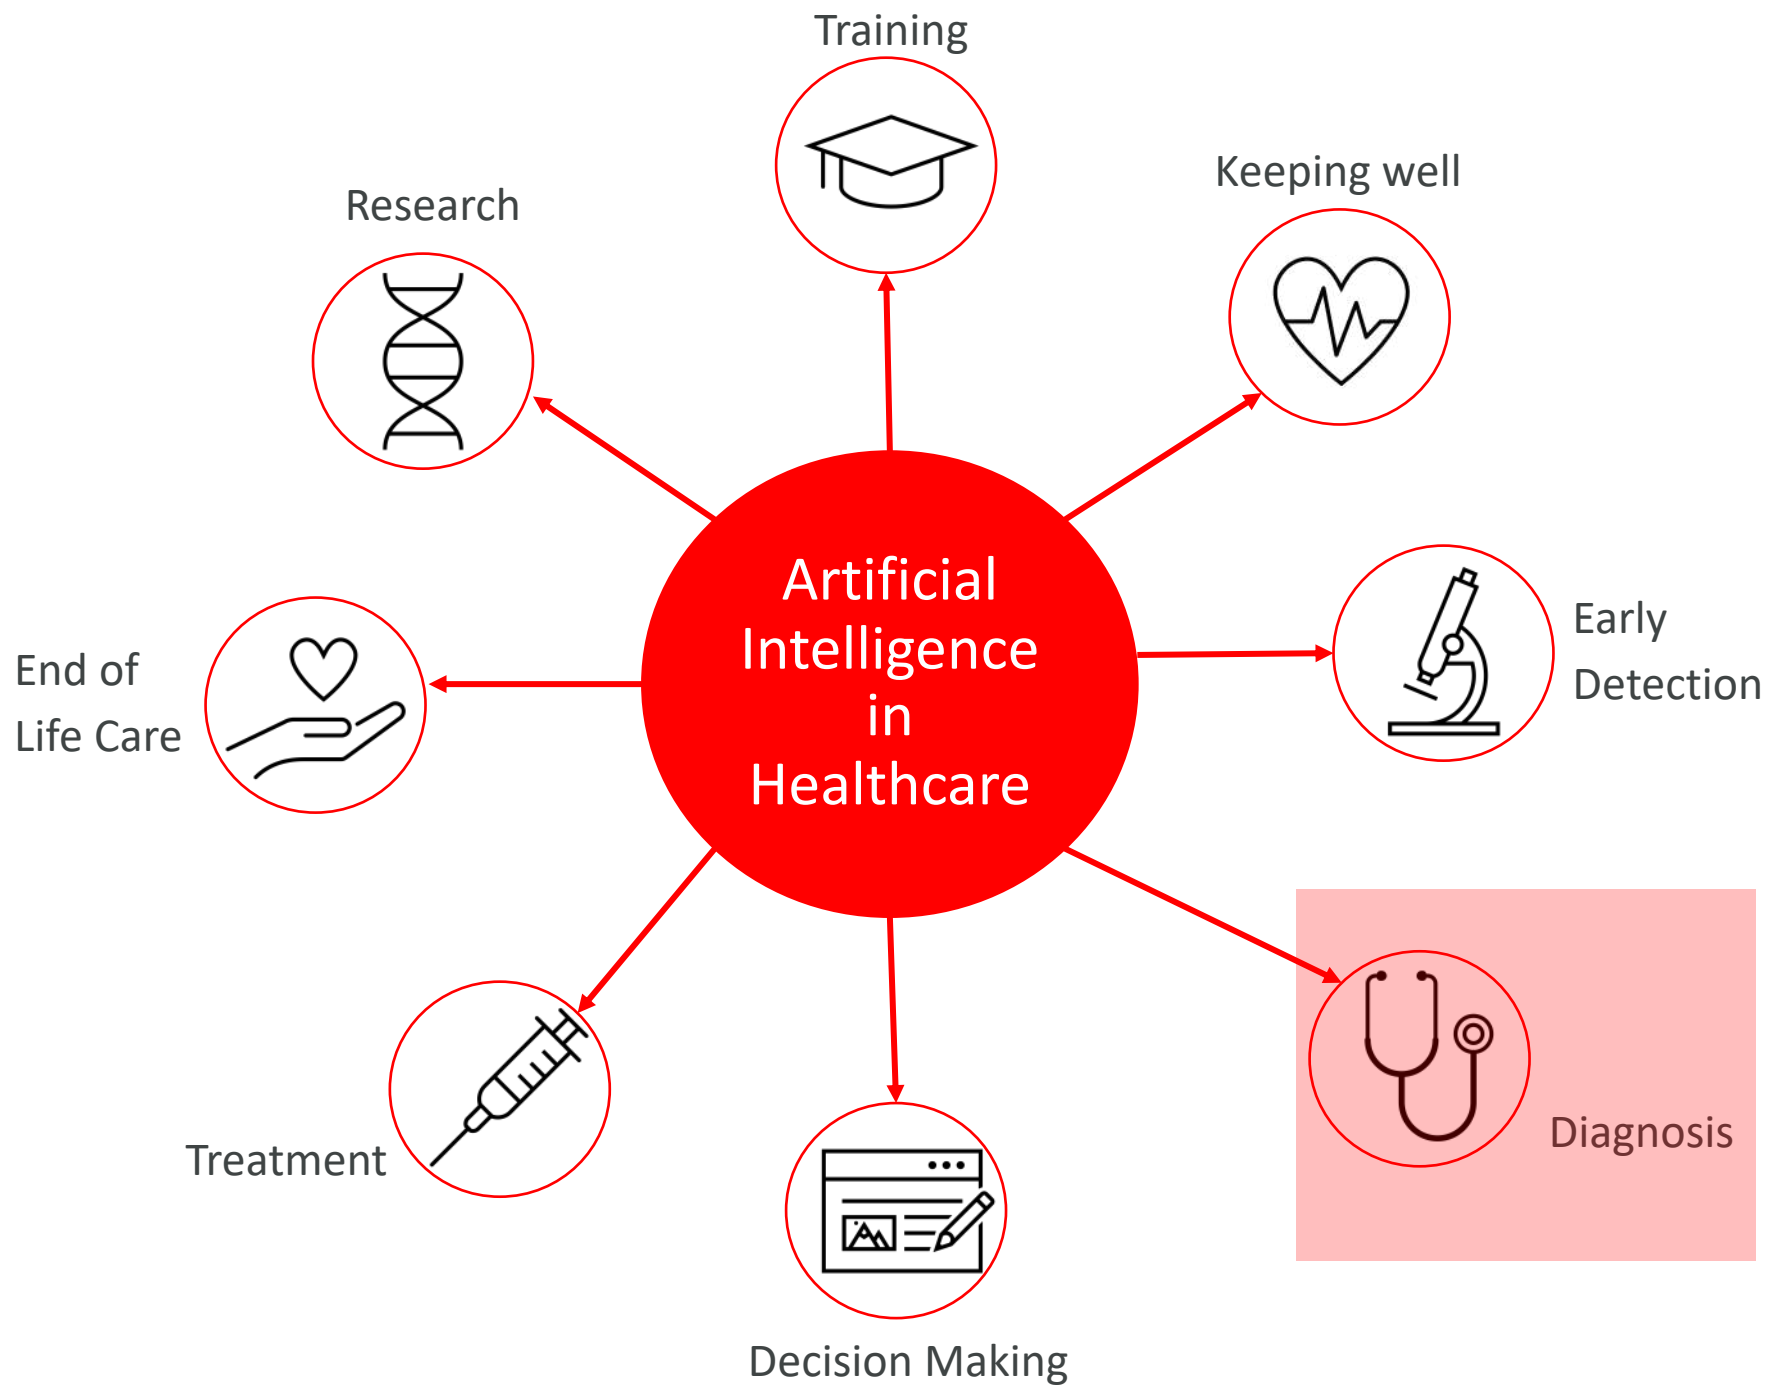 Training
Keeping well
Research
Artificial
Intelligence
in
Healthcare
Early
Detection
End of
Life Care
Diagnosis
Treatment
Decision Making